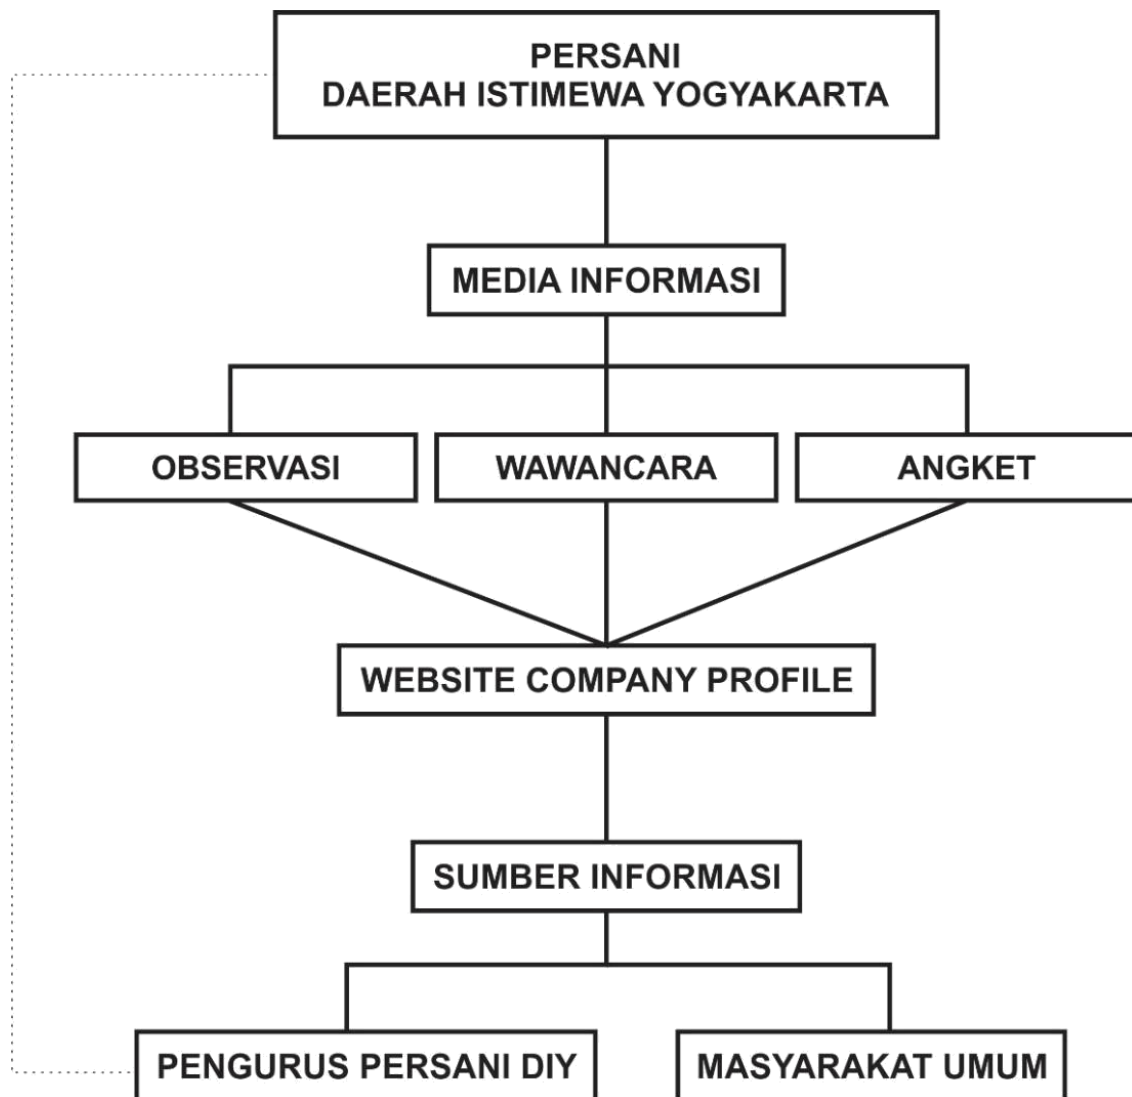 PERSANI
DAERAH ISTIMEWA YOGYAKARTA
MEDIA INFORMASI
OBSERVASI
WAWANCARA
ANGKET
WEBSITE COMPANY PROFILE
SUMBER INFORMASI
PENGURUS PERSANI DIY
MASYARAKAT UMUM